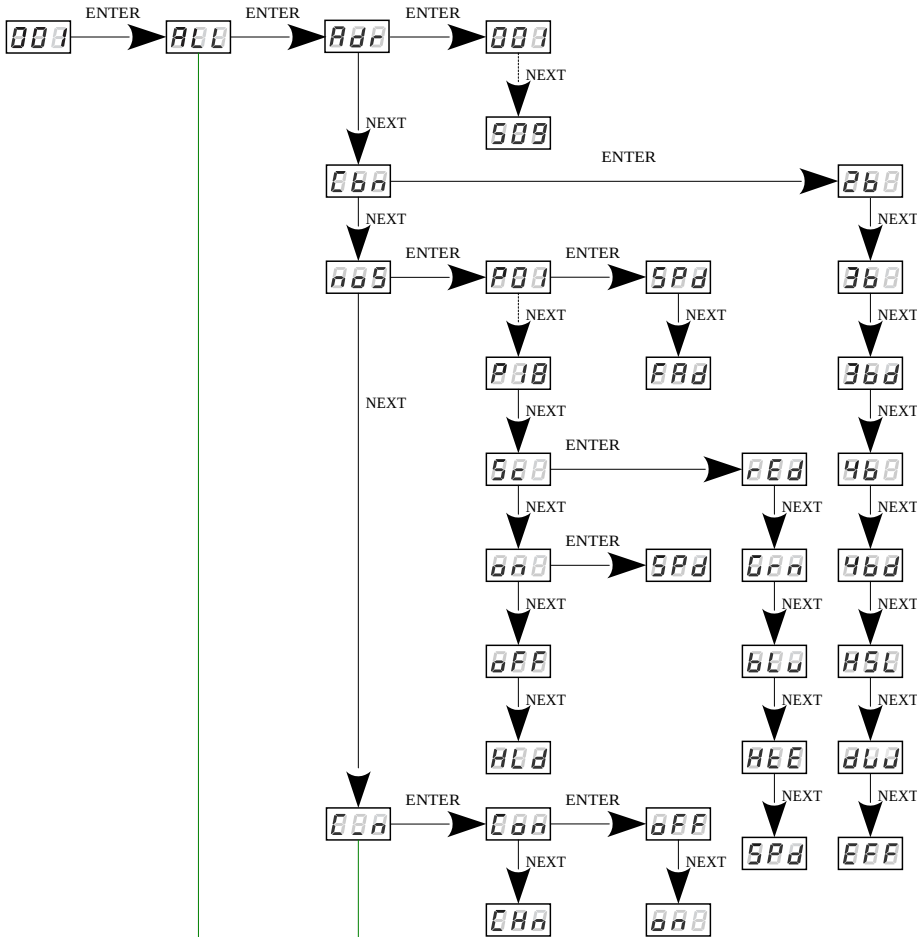 ENTER ENTER ENTER
001 ALL Adr 001
NEXT
NEXT
509
ENTER
Cbn 2b
NEXT NEXT
ENTER ENTER
noS P01 SPd 3b
NEXT NEXT NEXT
P18 FAd 3bd
NEXT NEXT NEXT
ENTER
Sc rEd 4b
NEXT NEXT NEXT
ENTER
on SPd Grn 4bd
NEXT NEXT NEXT
oFF bLu HSL
NEXT NEXT NEXT
HLd HtE dUJ
NEXT NEXT
ENTER ENTER
C_n Con oFF SPd EFF
NEXT NEXT
CHn on